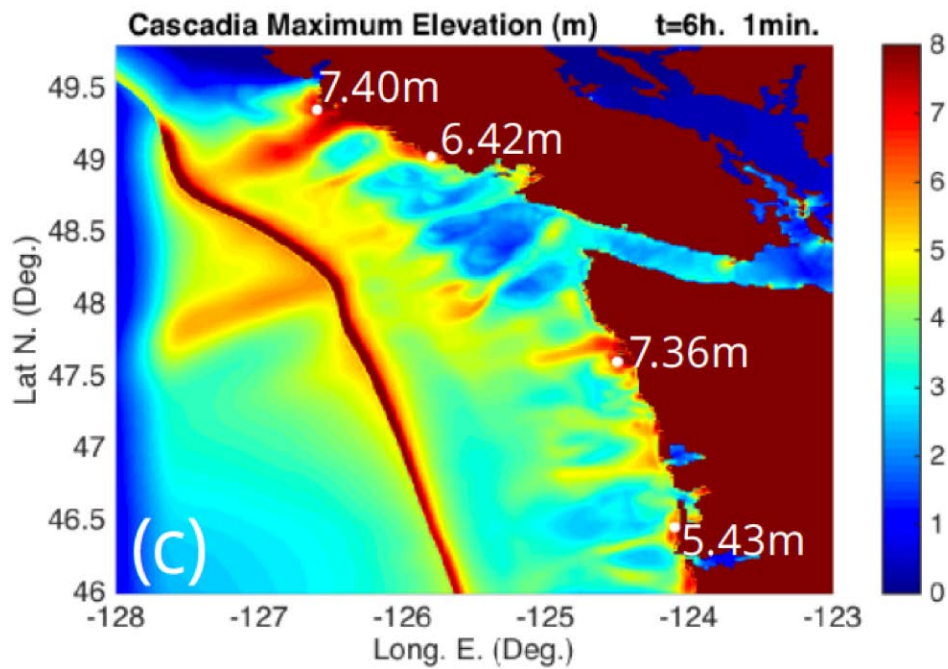 Cascadia Maximum Elevation (m) t=6h. 1min.
49.5
49
48.5
48
47.5
47
46.5
46
Lat N. (Deg.)
7.40m
6.42m
7.36m
5.43m
(c)
-128
-127
-126
-125
-124
-123
Long. E. (Deg.)
8
7
6
5
4
3
2
1
0